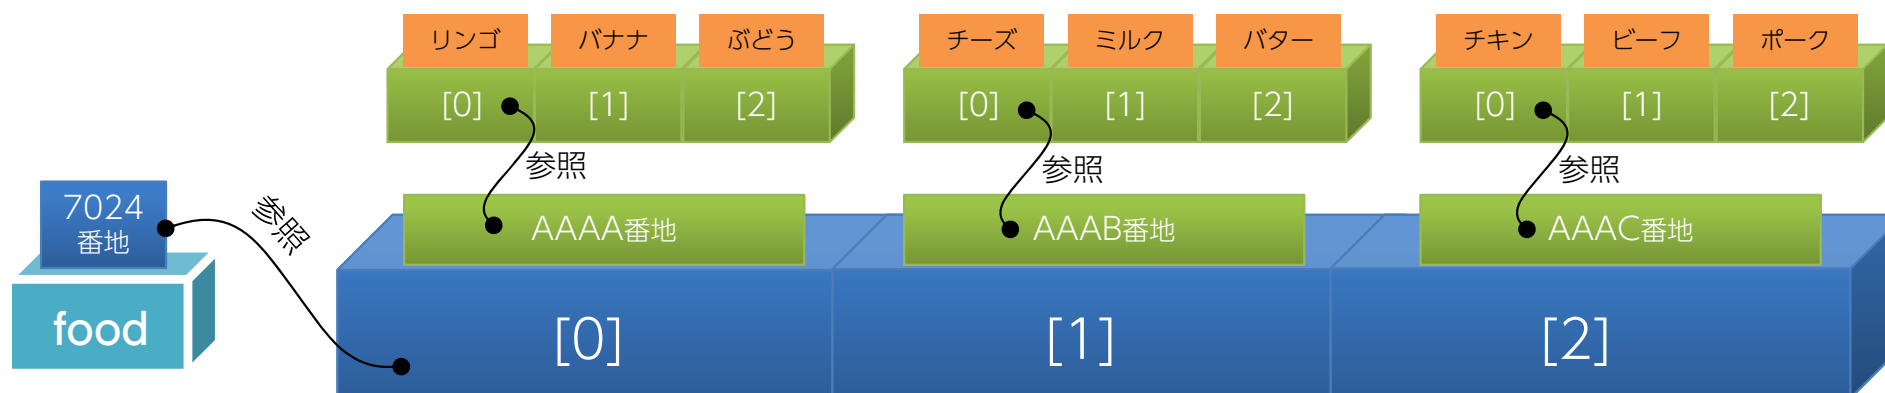 リンゴ
バナナ
ぶどう
チーズ
ミルク
バター
チキン
ビーフ
ポーク
[0]
[1]
[2]
[0]
[1]
[2]
[0]
[1]
[2]
参照
参照
参照
7024
番地
参照
AAAA番地
AAAB番地
AAAC番地
food
[0]
[1]
[2]